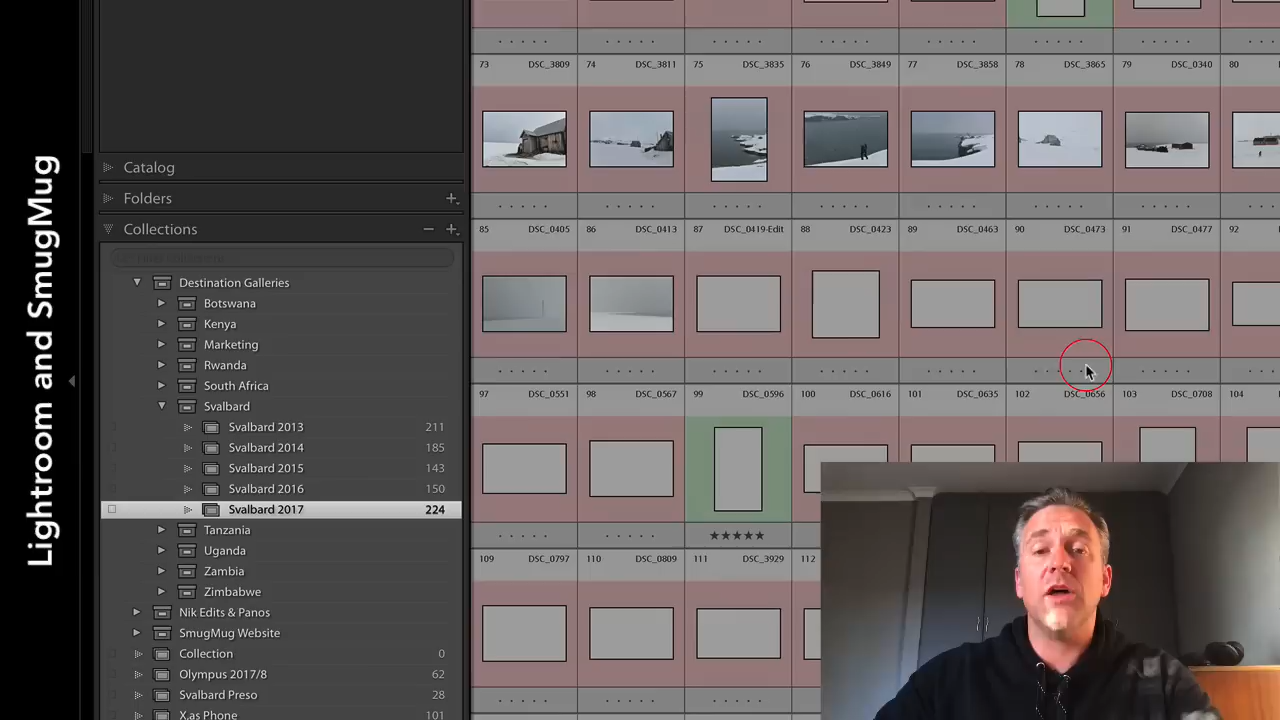 Lightroom and SmugMug
Catalog
Folders
Collections
Destination Galleries
Botswana
Kenya
Marketing
Rwanda
South Africa
Svalbard
Svalbard 2013 211
Svalbard 2014 185
Svalbard 2015 143
Svalbard 2016 150
Svalbard 2017 224
Tanzania
Uganda
Zambia
Zimbabwe
Nik Edits & Panos
SmugMug Website
Collection 0
Olympus 2017/8 62
Svalbard Preso 28
X.as Phone 101
73 DSC_3809 74 DSC_3811 75 DSC_3835 76 DSC_3849 77 DSC_3858 78 DSC_3865 79 DSC_0340 80
85 DSC_0405 86 DSC_0413 87 DSC_0419-Edit 88 DSC_0423 89 DSC_0463 90 DSC_0473 91 DSC_0477 92
97 DSC_0551 98 DSC_0567 99 DSC_0596 100 DSC_0616 101 DSC_0635 102 DSC_0656 103 DSC_0708 104
109 DSC_0797 110 DSC_0809 111 DSC_3929 112